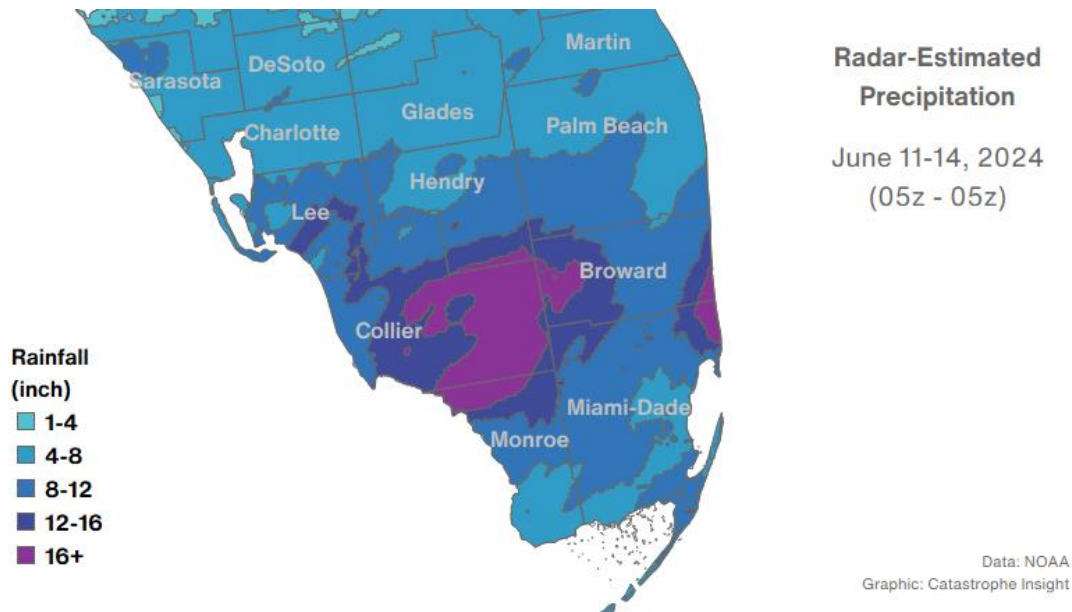 Martin
DeSoto
Sarasota
Glades
Charlotte
Palm Beach
Hendry
Lee
Broward
Collier
Miami-Dade
Monroe
Radar-Estimated
Precipitation
June 11-14, 2024
(05z - 05z)
Rainfall
(inch)
1-4
4-8
8-12
12-16
16+
Data: NOAA
Graphic: Catastrophe Insight